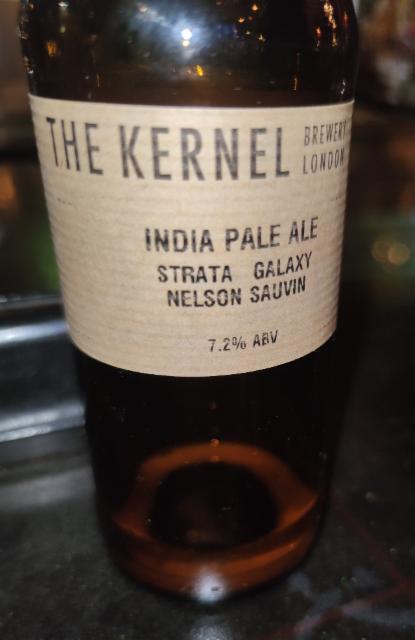 THE KERNEL BREWERY
LONDON
INDIA PALE ALE
STRATA GALAXY
NELSON SAUVIN
7.2% ABV